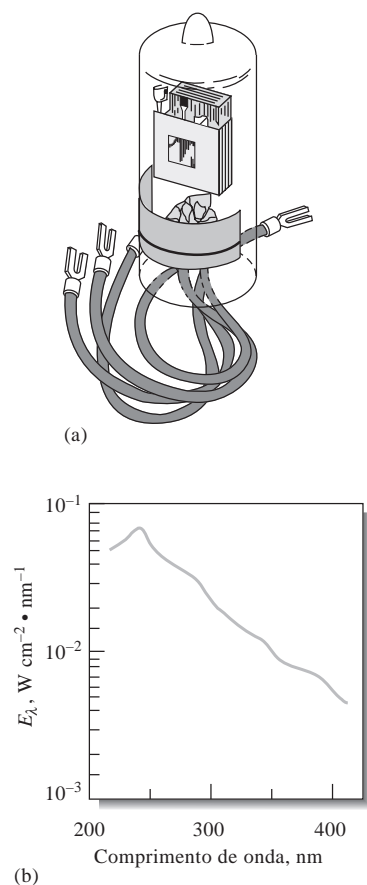 (a)
10⁻¹
10⁻²
10⁻³
E_λ, W cm⁻² • nm⁻¹
200 300 400
Comprimento de onda, nm
(b)